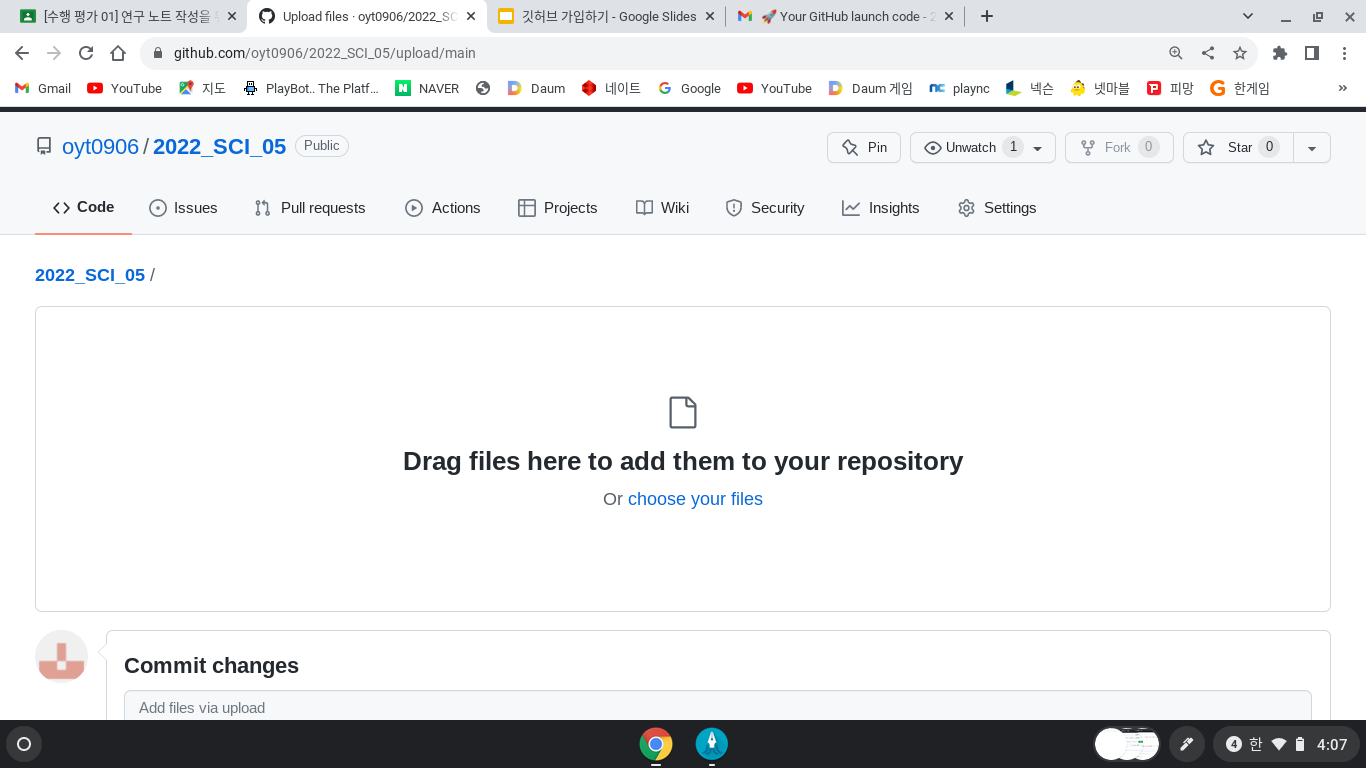 [수행 평가 01] 연구 노트 작성을
Upload files · oyt0906/2022_SC
깃허브 가입하기 - Google Slides
🚀 Your GitHub launch code - 2
github.com/oyt0906/2022_SCI_05/upload/main
Gmail
YouTube
지도
PlayBot.. The Platf...
NAVER
Daum
네이트
Google
YouTube
Daum 게임
plaync
넥슨
넷마블
피망
한게임
»
oyt0906 / 2022_SCI_05 Public
Pin
Unwatch 1
Fork 0
Star 0
Code
Issues
Pull requests
Actions
Projects
Wiki
Security
Insights
Settings
2022_SCI_05 /
Drag files here to add them to your repository
Or choose your files
Commit changes
Add files via upload
4 한 4:07